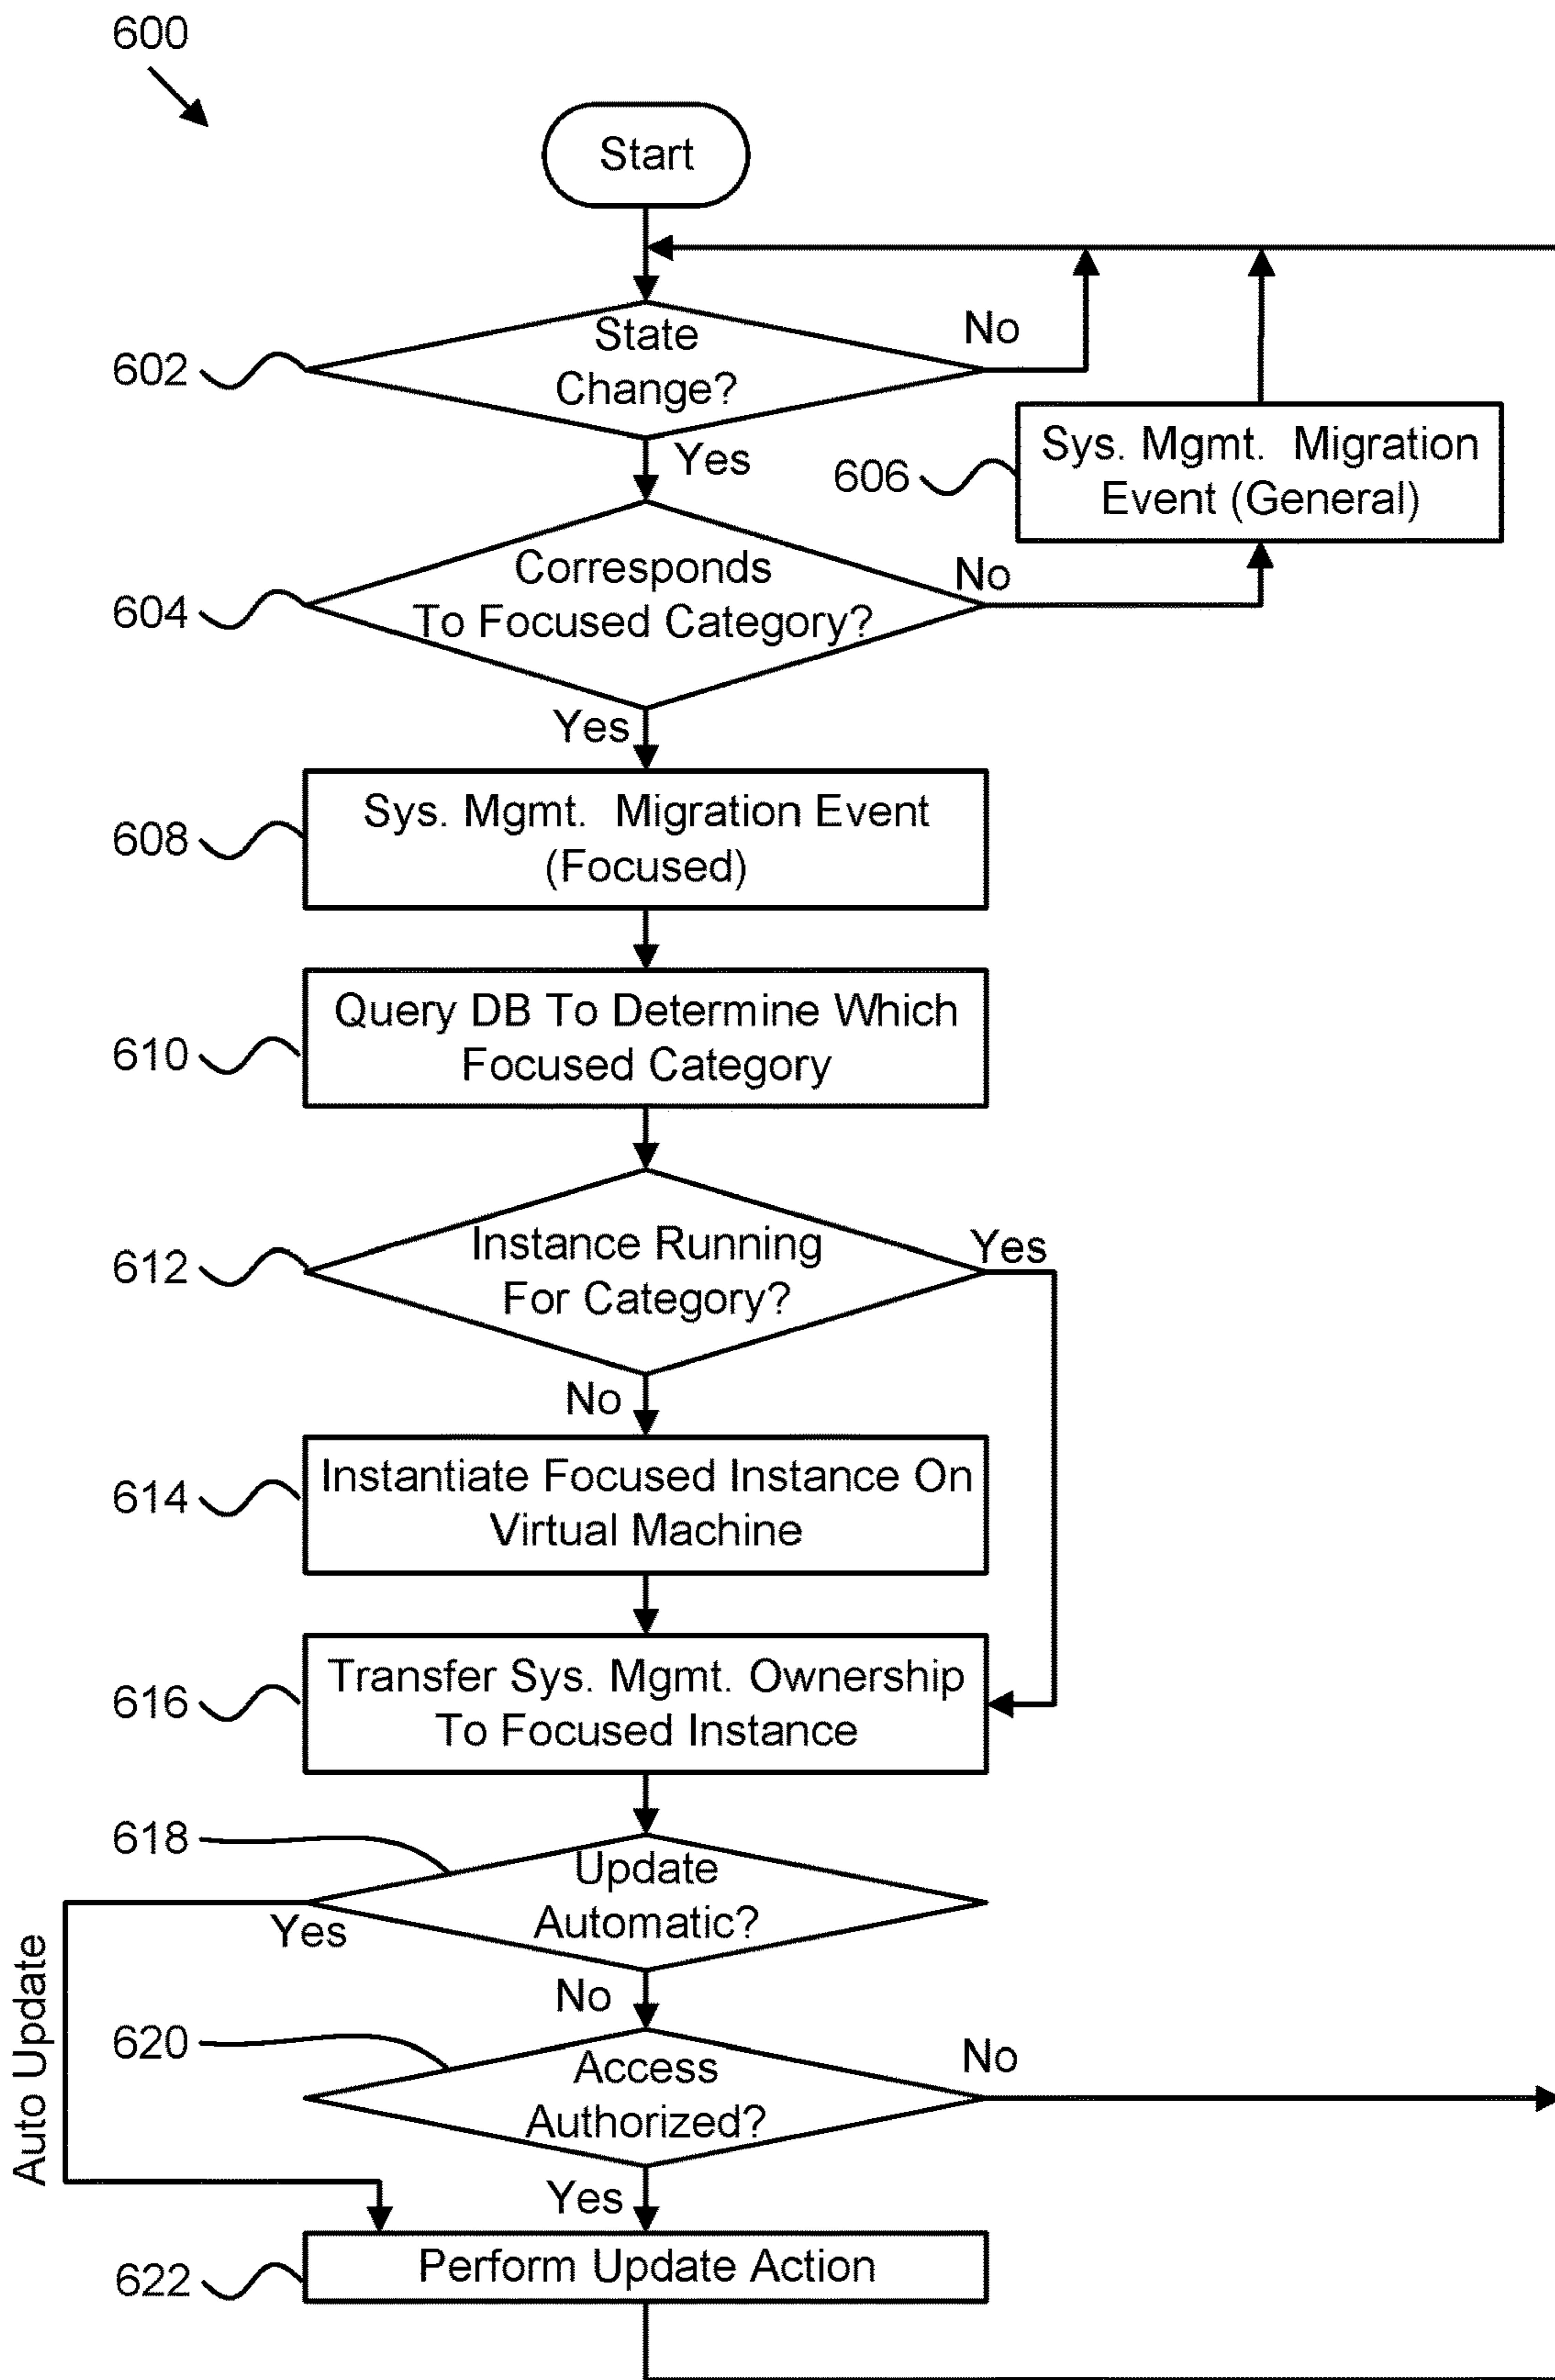 600
Start
602
State
Change?
No
Yes
606
Sys. Mgmt. Migration
Event (General)
604
Corresponds
To Focused Category?
No
Yes
608
Sys. Mgmt. Migration Event
(Focused)
610
Query DB To Determine Which
Focused Category
612
Instance Running
For Category?
Yes
No
614
Instantiate Focused Instance On
Virtual Machine
616
Transfer Sys. Mgmt. Ownership
To Focused Instance
618
Update
Automatic?
Yes
No
Auto Update
620
Access
Authorized?
No
Yes
622
Perform Update Action